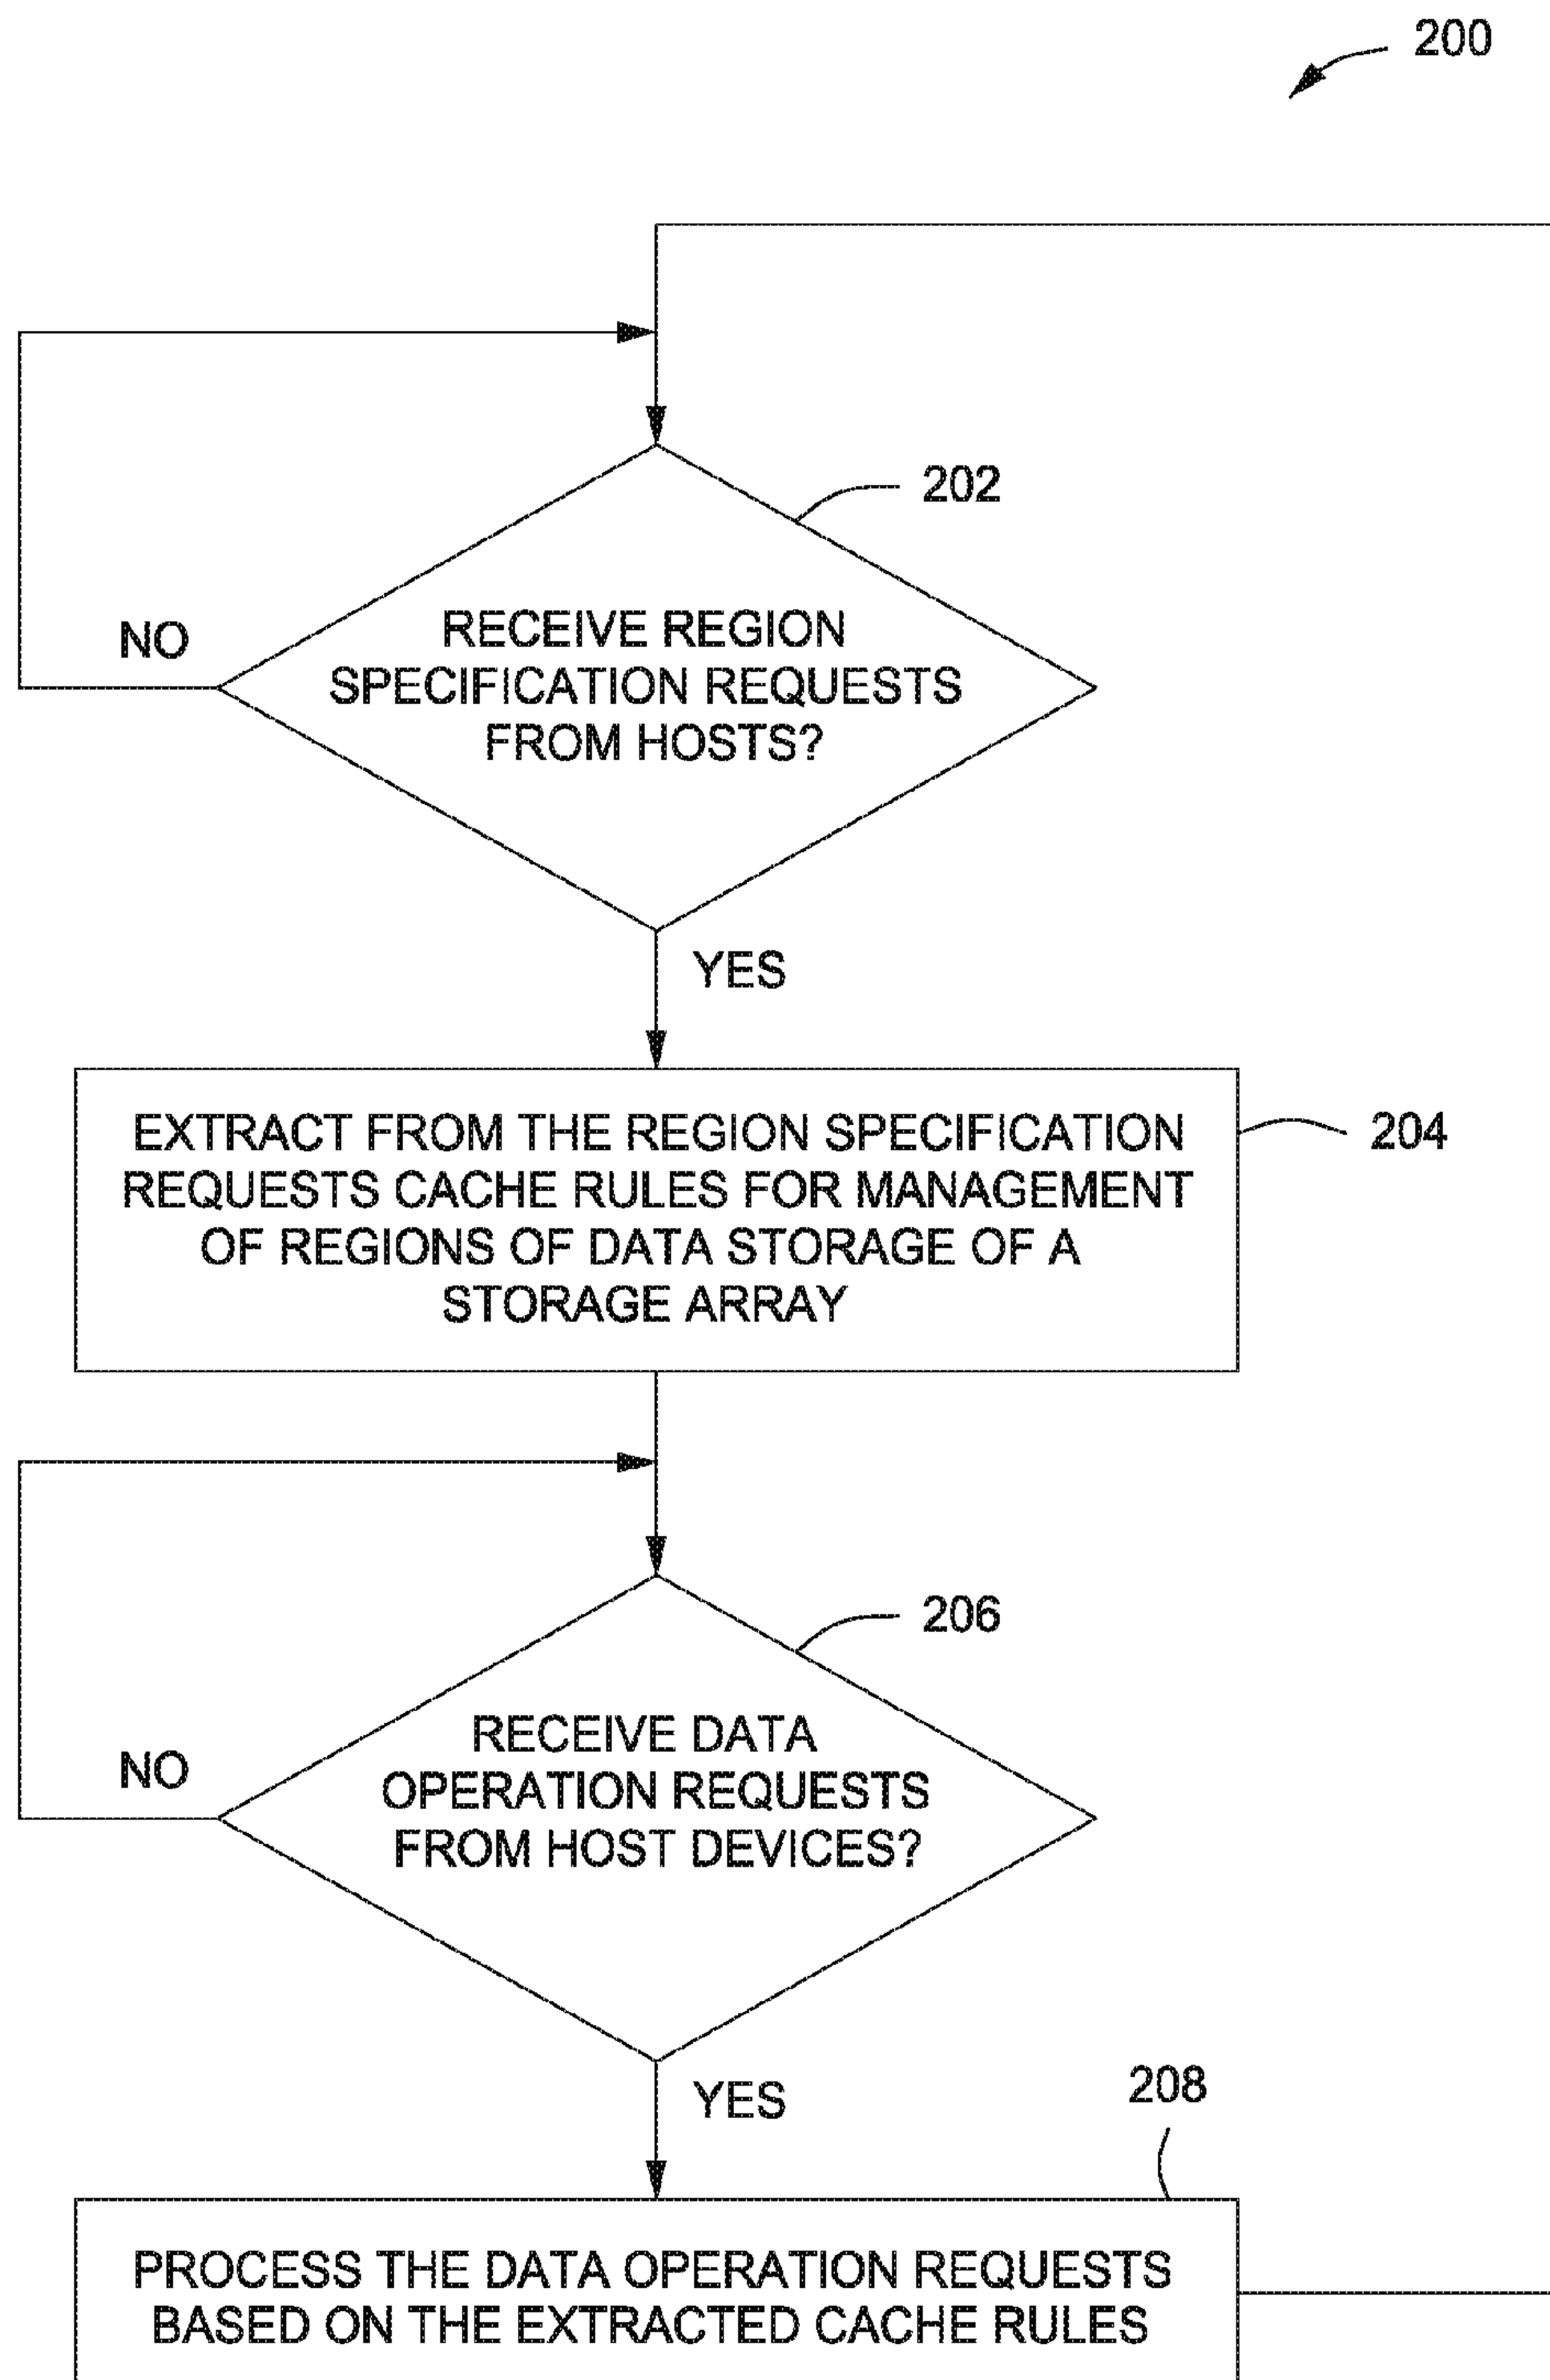 200
202
RECEIVE REGION
SPECIFICATION REQUESTS
FROM HOSTS?
NO
YES
EXTRACT FROM THE REGION SPECIFICATION
REQUESTS CACHE RULES FOR MANAGEMENT
OF REGIONS OF DATA STORAGE OF A
STORAGE ARRAY
204
206
RECEIVE DATA
OPERATION REQUESTS
FROM HOST DEVICES?
NO
YES
208
PROCESS THE DATA OPERATION REQUESTS
BASED ON THE EXTRACTED CACHE RULES